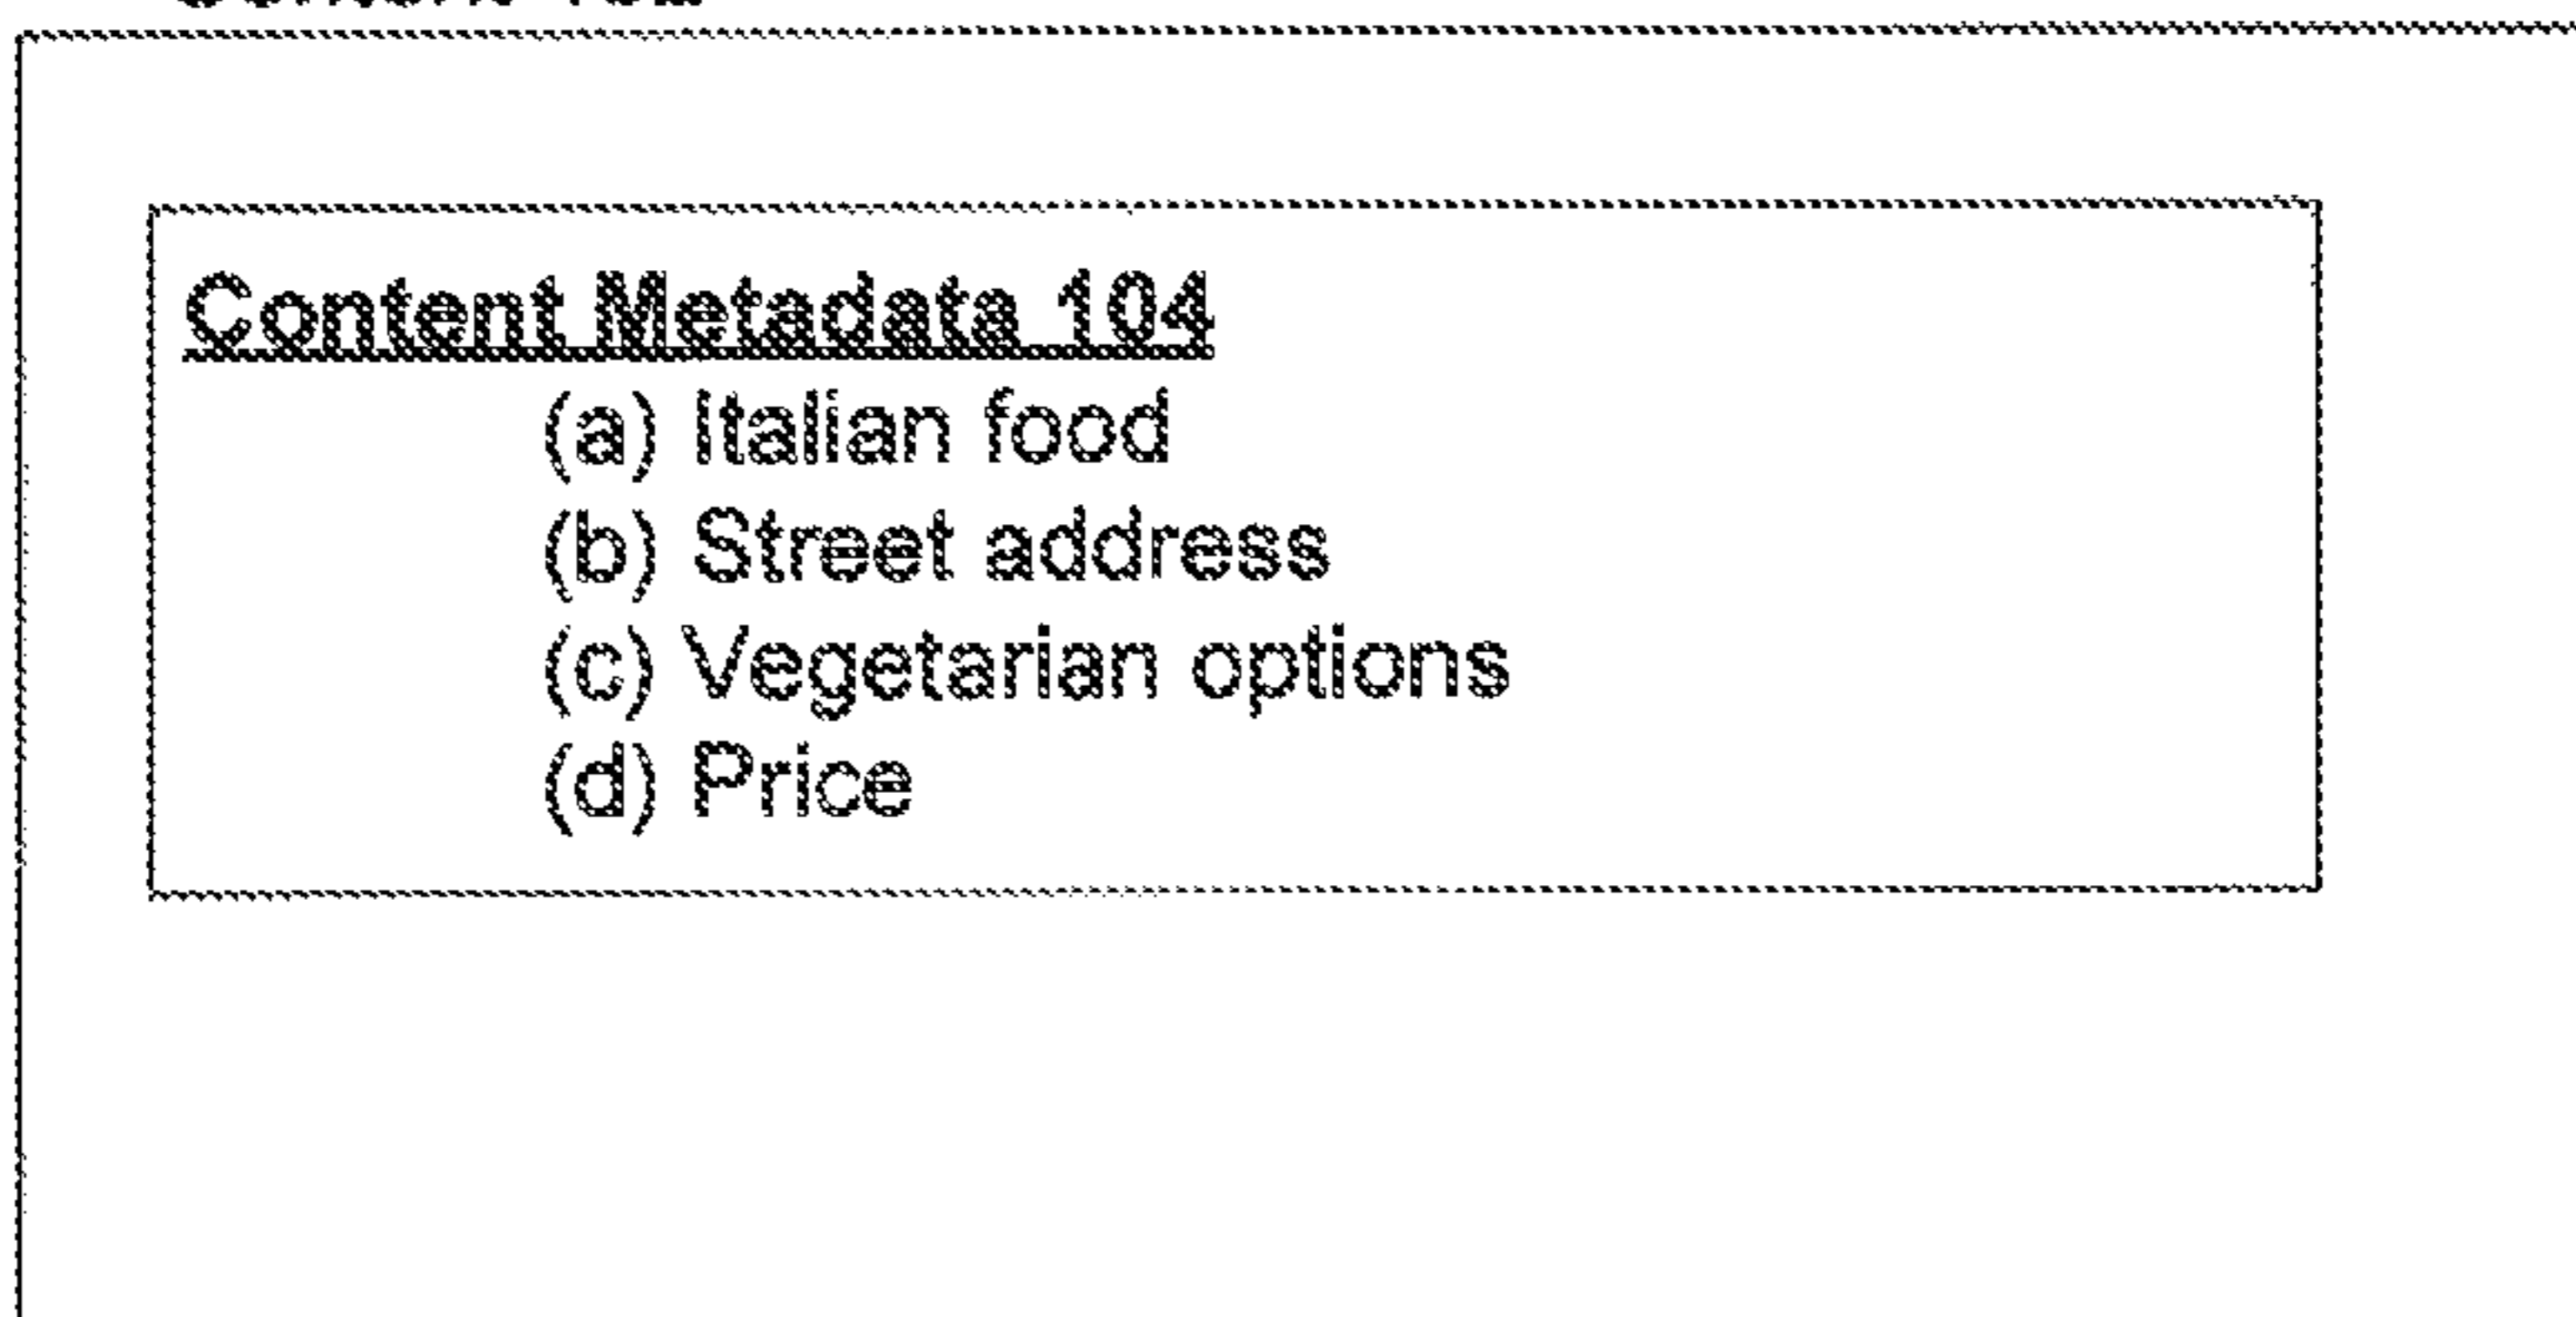 Content Metadata 104
(a) Italian food
(b) Street address
(c) Vegetarian options
(d) Price